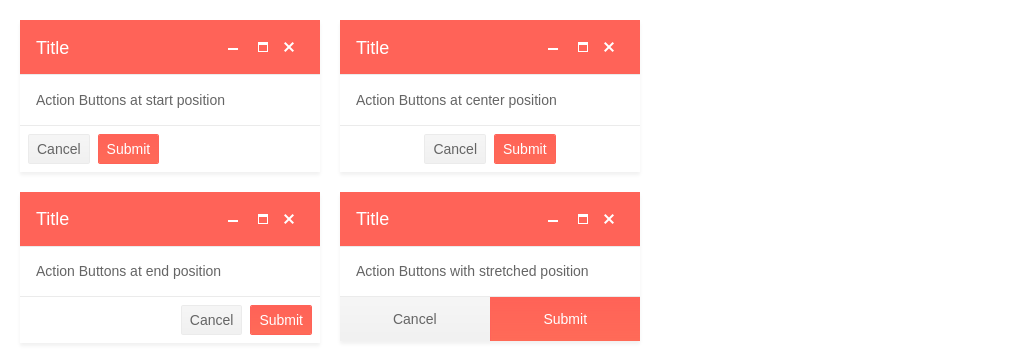 Title
Action Buttons at start position
Cancel Submit
Title
Action Buttons at center position
Cancel Submit
Title
Action Buttons at end position
Cancel Submit
Title
Action Buttons with stretched position
Cancel Submit